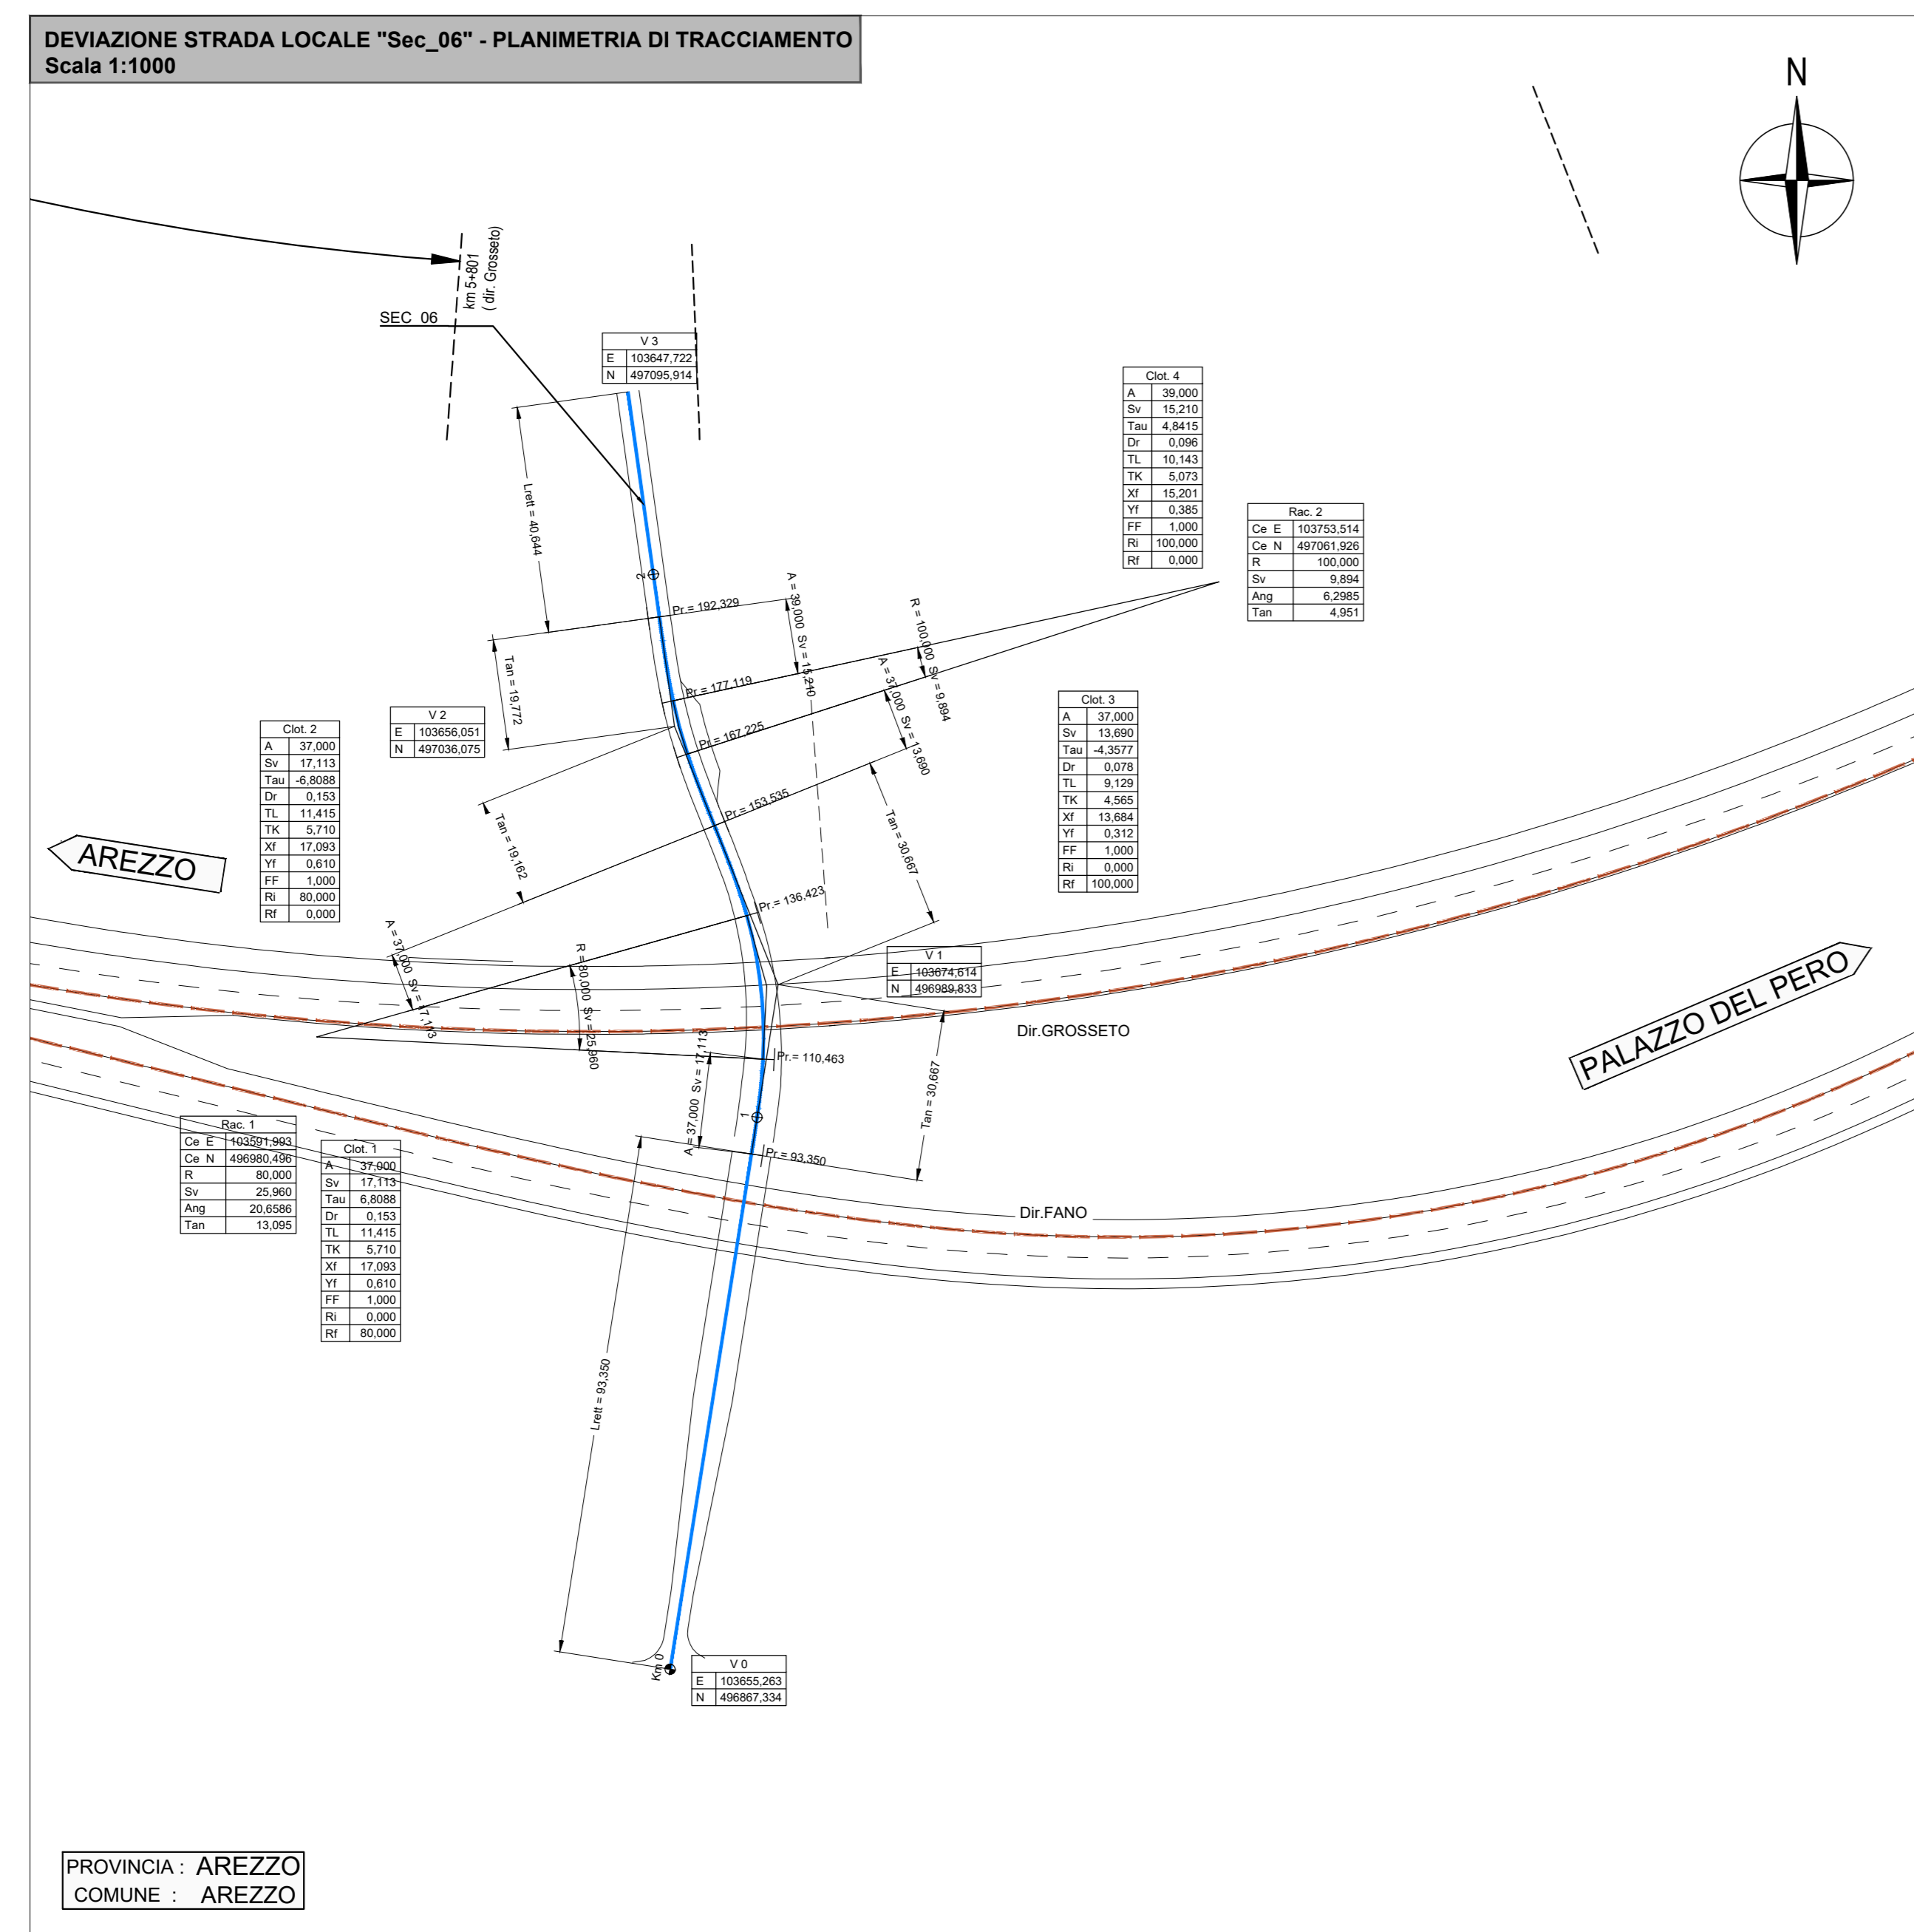 DEVIAZIONE STRADA LOCALE "Sec_06" - PLANIMETRIA DI TRACCIAMENTO
Scala 1:1000
N
km 5+801
( dir. Grosseto)
SEC 06
V 3
E 103647,722
N 497095,914
Clot. 4
A 39,000
Sv 15,210
Tau 4,8415
Dr 0,096
TL 10,143
TK 5,073
Xf 15,201
Yf 0,385
FF 1,000
Ri 100,000
Rf 0,000
Rac. 2
Ce E 103753,514
Ce N 497061,926
R 100,000
Sv 9,894
Ang 6,2985
Tan 4,951
Lrett = 40,644
2
Pr.= 192,329
A = 39,000 Sv = 15,210
R = 100,000 Sv = 9,894
Tan = 19,772
Pr.= 177,119
A = 37,000 Sv = 13,690
V 2
E 103656,051
N 497036,075
Pr.= 167,225
Clot. 3
A 37,000
Sv 13,690
Tau -4,3577
Dr 0,078
TL 9,129
TK 4,565
Xf 13,684
Yf 0,312
FF 1,000
Ri 0,000
Rf 100,000
Clot. 2
A 37,000
Sv 17,113
Tau -6,8088
Dr 0,153
TL 11,415
TK 5,710
Xf 17,093
Yf 0,610
FF 1,000
Ri 80,000
Rf 0,000
Tan = 19,162
Pr.= 153,535
Tan = 30,667
AREZZO
Pr.= 136,423
A = 37,000 Sv = 17,113
R = 80,000 Sv = 25,960
V 1
E 103674,614
N 496989,833
PALAZZO DEL PERO
Dir.GROSSETO
Pr.= 110,463
A = 37,000 Sv = 17,113
Tan = 30,667
1
Pr.= 93,350
Rac. 1
Ce E 103591,993
Ce N 496980,496
R 80,000
Sv 25,960
Ang 20,6586
Tan 13,095
Clot. 1
A 37,000
Sv 17,113
Tau 6,8088
Dr 0,153
TL 11,415
TK 5,710
Xf 17,093
Yf 0,610
FF 1,000
Ri 0,000
Rf 80,000
Dir.FANO
Lrett = 93,350
Km 0
V 0
E 103655,263
N 496867,334
PROVINCIA : AREZZO
COMUNE : AREZZO